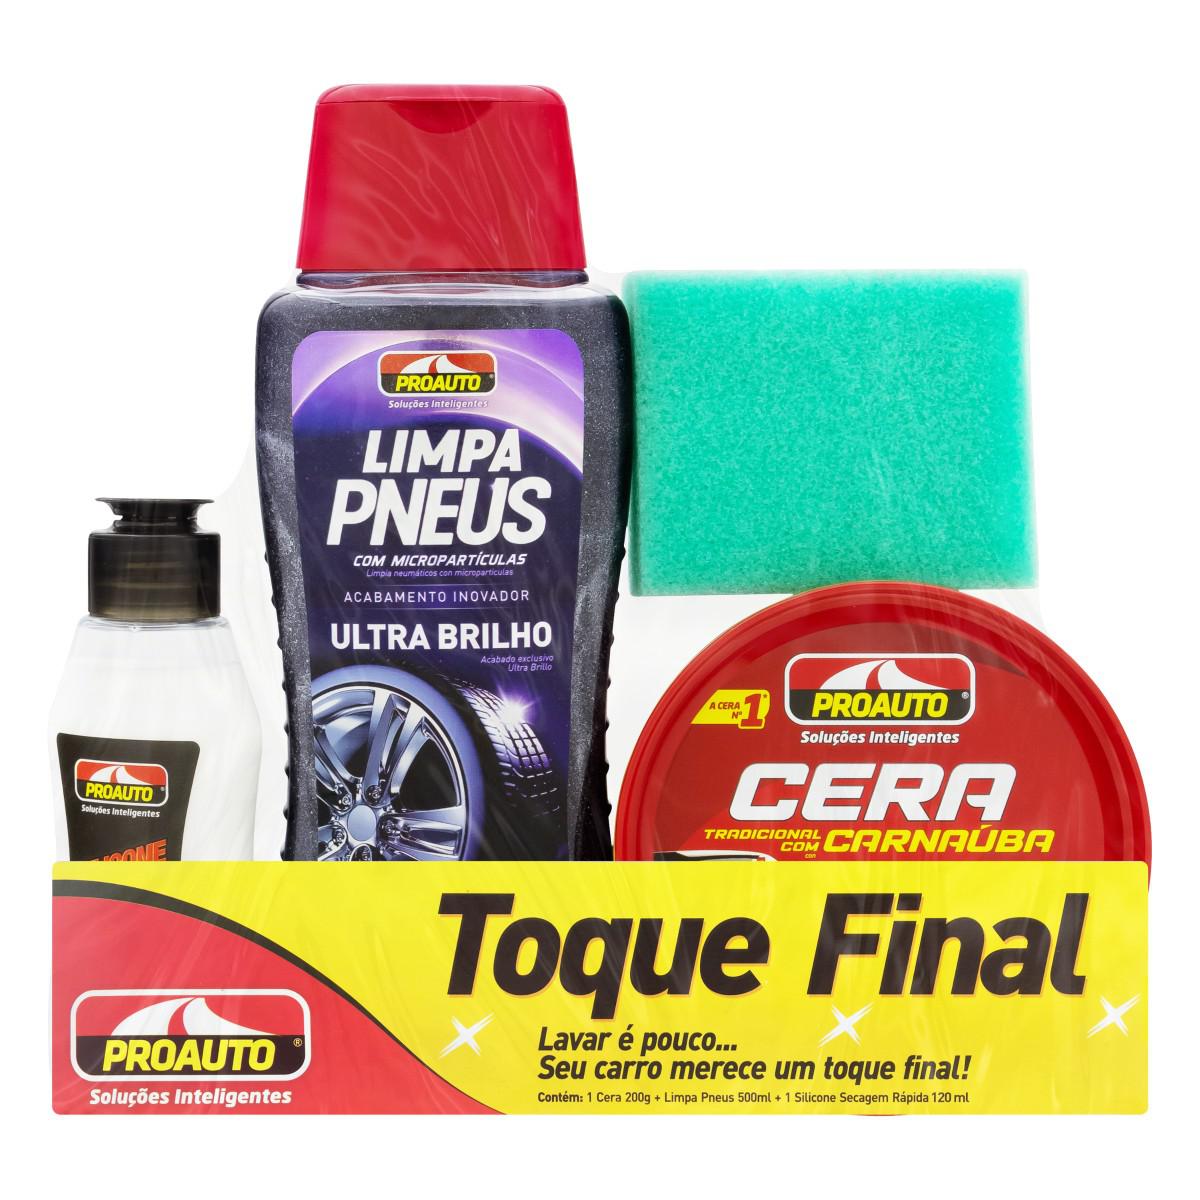 PROAUTO
Soluções Inteligentes
LIMPA
PNEUS
COM MICROPARTÍCULAS
Limpia neumáticos con micropartículas
ACABAMENTO INOVADOR
ULTRA BRILHO
Acabado exclusivo
Ultra Brillo
PROAUTO
Soluções Inteligentes
A CERA
Nº1*
PROAUTO
Soluções Inteligentes
CERA
TRADICIONAL
COM CARNAÚBA
con
Toque Final
Lavar é pouco...
Seu carro merece um toque final!
Contém: 1 Cera 200g + Limpa Pneus 500ml + 1 Silicone Secagem Rápida 120 ml
PROAUTO®
Soluções Inteligentes